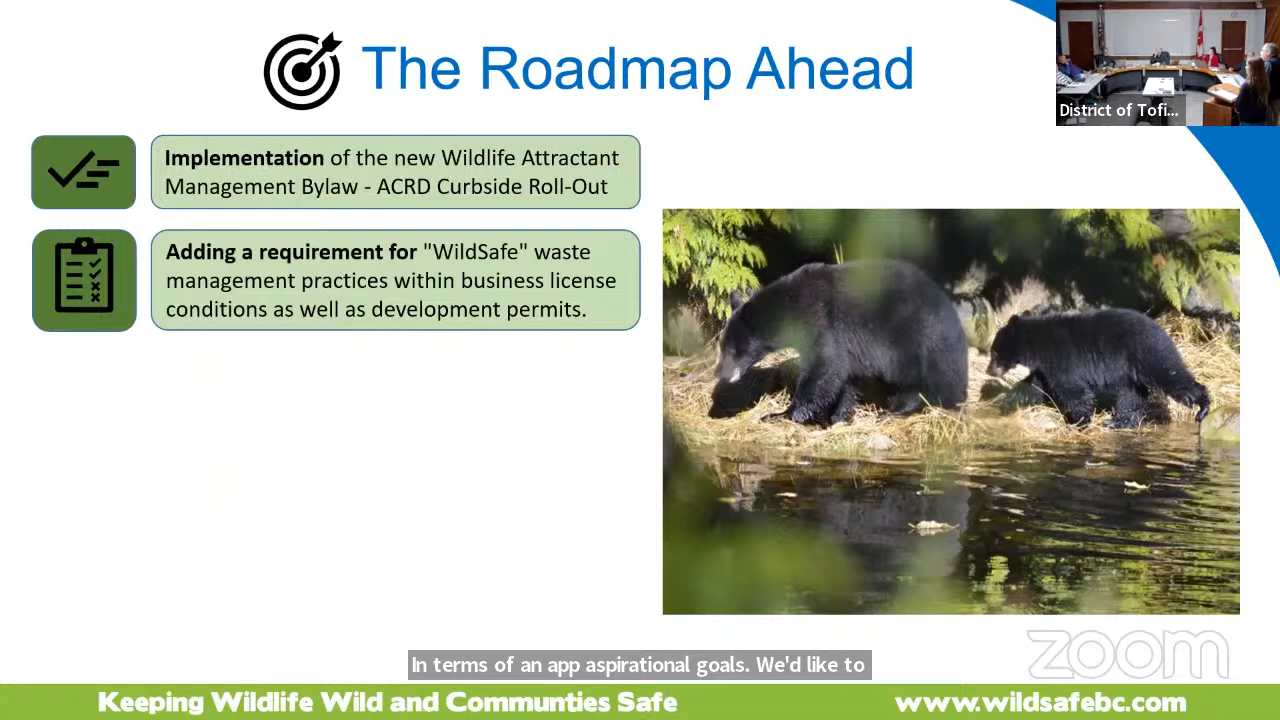 The Roadmap Ahead
District of Tofi...
Implementation of the new Wildlife Attractant
Management Bylaw - ACRD Curbside Roll-Out
Adding a requirement for "WildSafe" waste
management practices within business license
conditions as well as development permits.
zoom
In terms of an app aspirational goals. We'd like to
Keeping Wildlife Wild and Communties Safe
www.wildsafebc.com